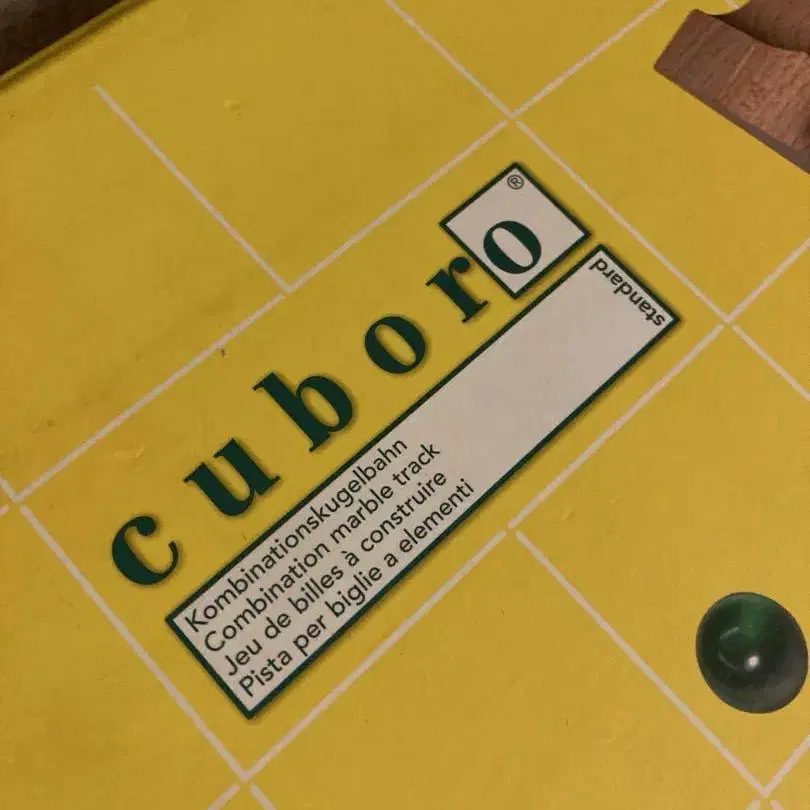 cuboro®
standard
Kombinationskugelbahn
Combination marble track
Jeu de billes à construire
Pista per biglie a elementi